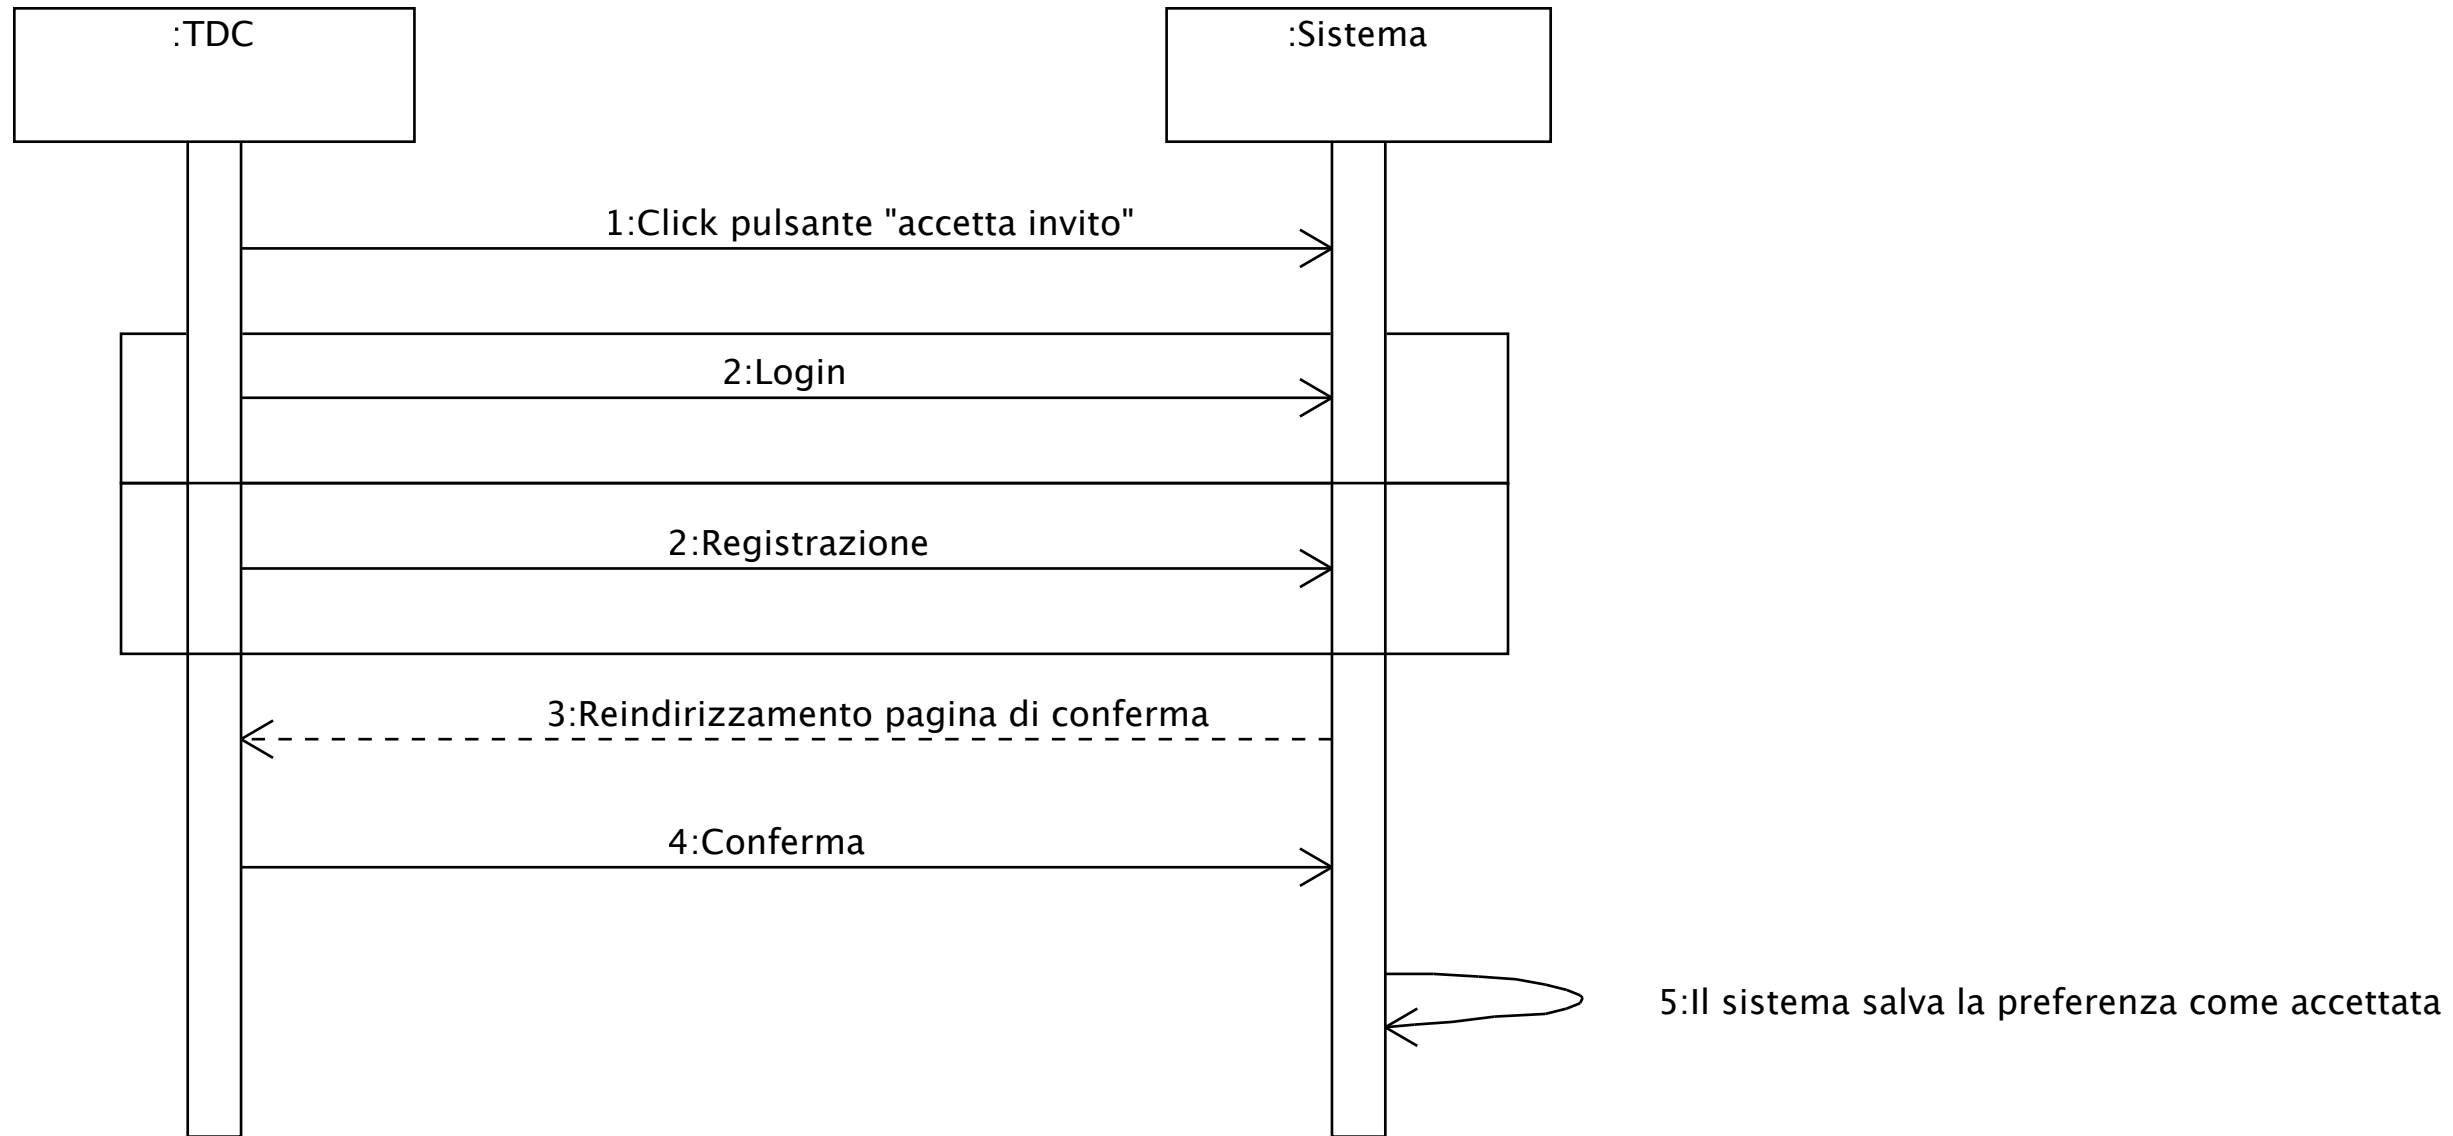 :TDC
:Sistema
1:Click pulsante "accetta invito"
2:Login
2:Registrazione
3:Reindirizzamento pagina di conferma
4:Conferma
5:Il sistema salva la preferenza come accettata